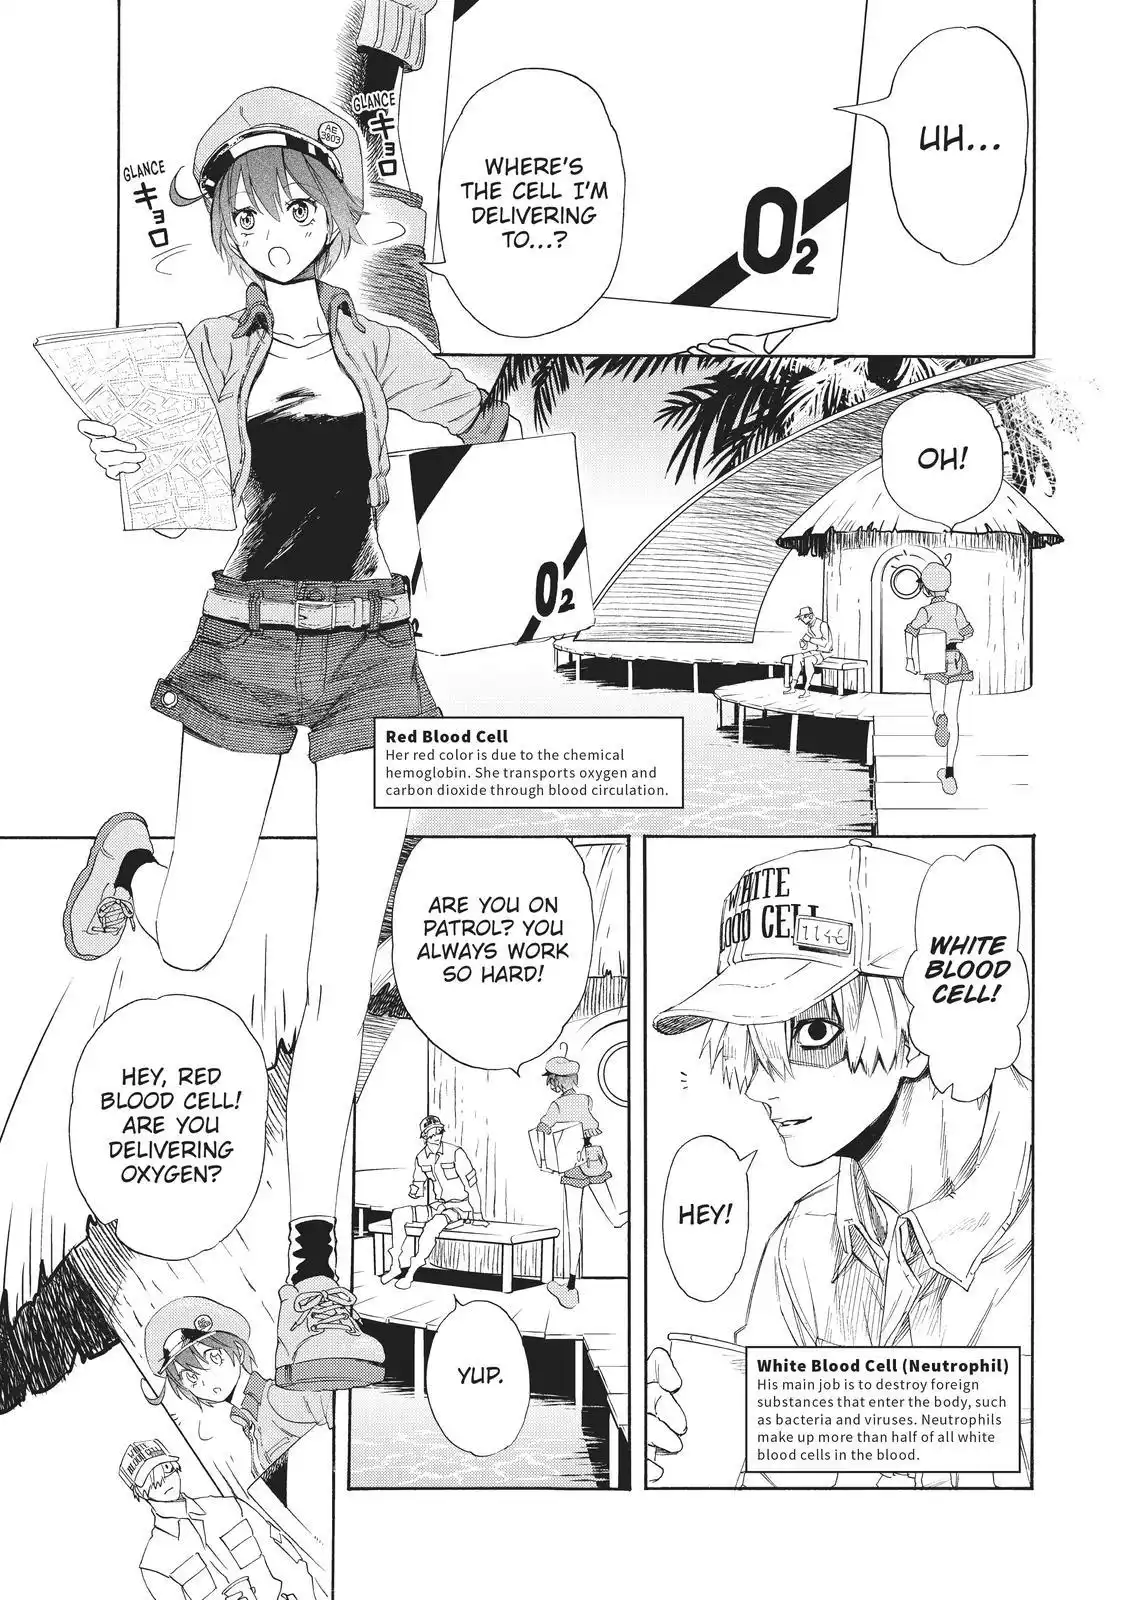 UH...
WHERE'S
THE CELL I'M
DELIVERING
TO...?
GLANCE
キョロ
GLANCE
キョロ
AE
3803
O2
O2
OH!
Red Blood Cell
Her red color is due to the chemical
hemoglobin. She transports oxygen and
carbon dioxide through blood circulation.
WHITE
BLOOD
CELL!
WHITE
BLOOD CELL
1146
HEY!
White Blood Cell (Neutrophil)
His main job is to destroy foreign
substances that enter the body, such
as bacteria and viruses. Neutrophils
make up more than half of all white
blood cells in the blood.
ARE YOU ON
PATROL? YOU
ALWAYS WORK
SO HARD!
YUP.
HEY, RED
BLOOD CELL!
ARE YOU
DELIVERING
OXYGEN?